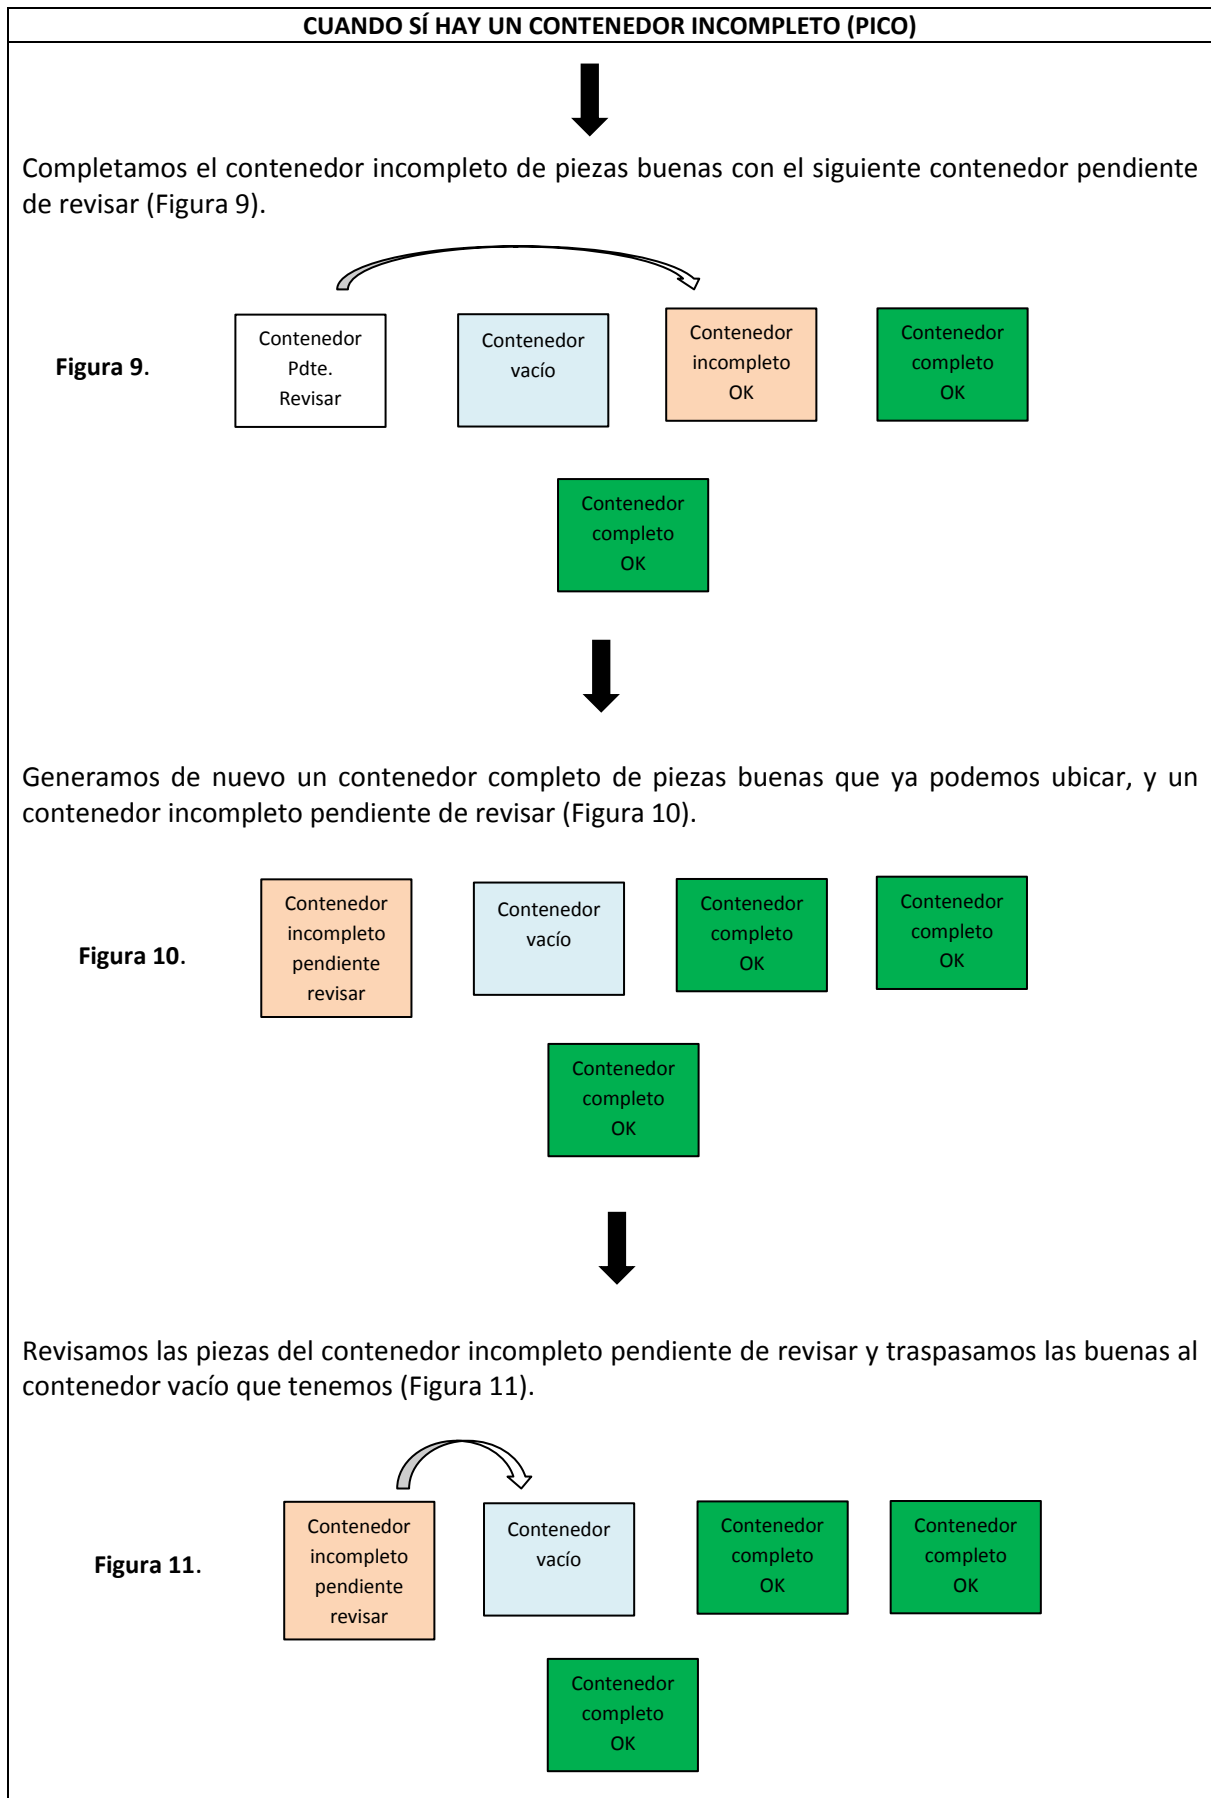 CUANDO SÍ HAY UN CONTENEDOR INCOMPLETO (PICO)
Completamos el contenedor incompleto de piezas buenas con el siguiente contenedor pendiente
de revisar (Figura 9).
Figura 9.
Contenedor
Pdte.
Revisar
Contenedor
vacío
Contenedor
incompleto
OK
Contenedor
completo
OK
Contenedor
completo
OK
Generamos de nuevo un contenedor completo de piezas buenas que ya podemos ubicar, y un
contenedor incompleto pendiente de revisar (Figura 10).
Figura 10.
Contenedor
incompleto
pendiente
revisar
Contenedor
vacío
Contenedor
completo
OK
Contenedor
completo
OK
Contenedor
completo
OK
Revisamos las piezas del contenedor incompleto pendiente de revisar y traspasamos las buenas al
contenedor vacío que tenemos (Figura 11).
Figura 11.
Contenedor
incompleto
pendiente
revisar
Contenedor
vacío
Contenedor
completo
OK
Contenedor
completo
OK
Contenedor
completo
OK